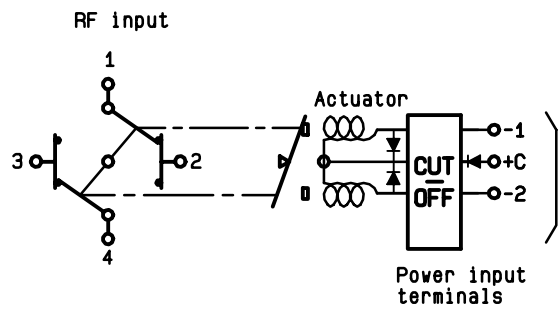 RF input
1
Actuator
-1
3
2
CUT
OFF
+C
-2
4
Power input
terminals